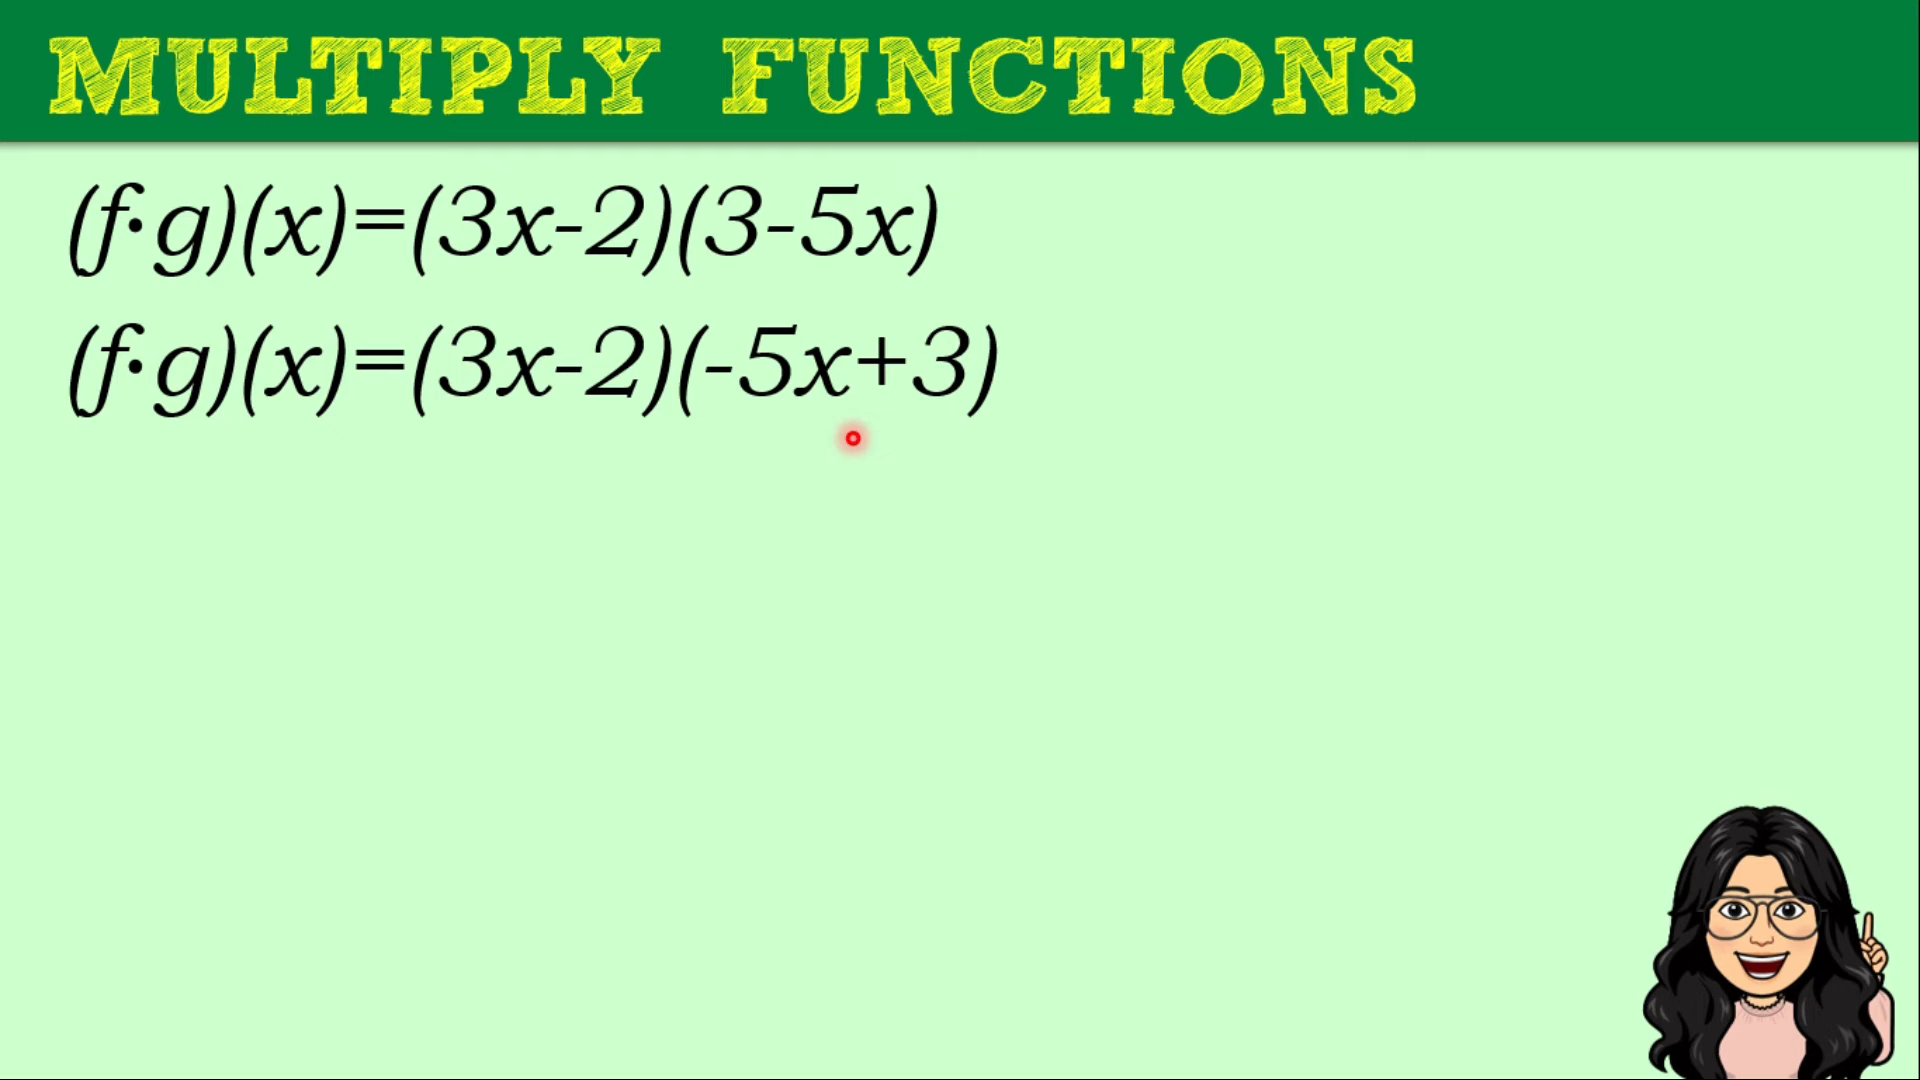 MULTIPLY FUNCTIONS
(f·g)(x)=(3x-2)(3-5x)
(f·g)(x)=(3x-2)(-5x+3)